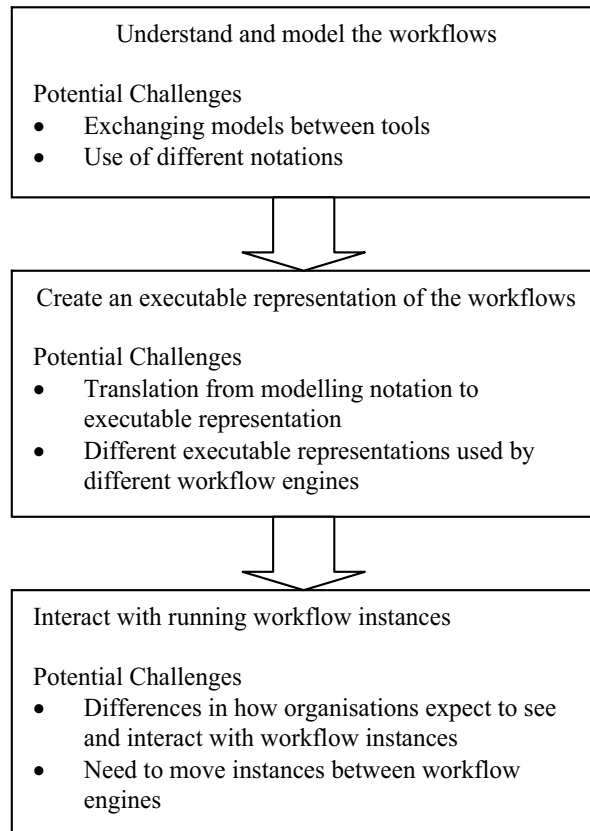 Understand and model the workflows
Potential Challenges
• Exchanging models between tools
• Use of different notations
Create an executable representation of the workflows
Potential Challenges
• Translation from modelling notation to
executable representation
• Different executable representations used by
different workflow engines
Interact with running workflow instances
Potential Challenges
• Differences in how organisations expect to see
and interact with workflow instances
• Need to move instances between workflow
engines